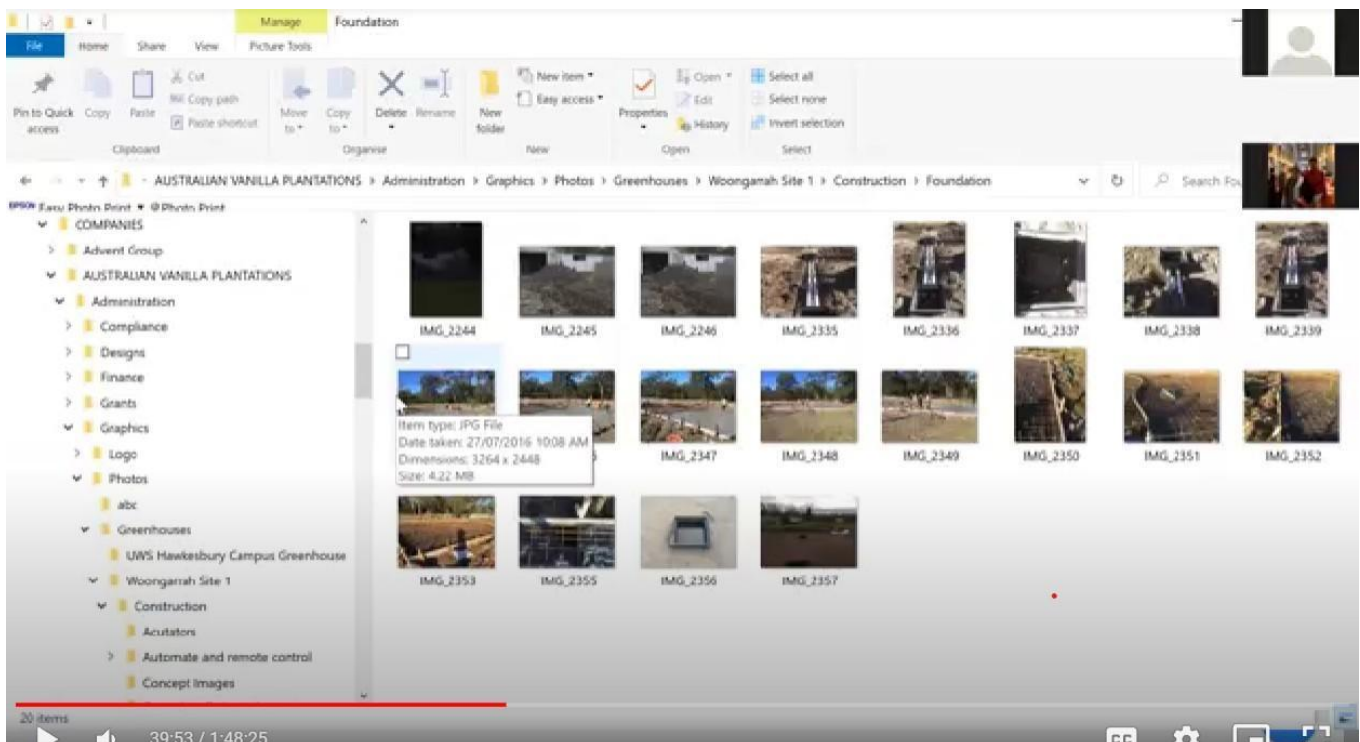 Manage
Foundation
File
Home
Share
View
Picture Tools
Pin to Quick access
Copy
Paste
Cut
Copy path
Paste shortcut
Move to
Copy to
Delete
Rename
New folder
New item
Easy access
Properties
Open
Edit
History
Select all
Select none
Invert selection
Clipboard
Organise
New
Open
Select
AUSTRALIAN VANILLA PLANTATIONS > Administration > Graphics > Photos > Greenhouses > Woongarrah Site 1 > Construction > Foundation
Search Fou
EPSON Easy Photo Print Photo Print
COMPANIES
Advent Group
AUSTRALIAN VANILLA PLANTATIONS
Administration
Compliance
Designs
Finance
Grants
Graphics
Logo
Photos
abc
Greenhouses
UWS Hawkesbury Campus Greenhouse
Woongarrah Site 1
Construction
Acutators
Automate and remote control
Concept Images
IMG_2244 IMG_2245 IMG_2246 IMG_2335 IMG_2336 IMG_2337 IMG_2338 IMG_2339
Item type: JPG File
Date taken: 27/07/2016 10:08 AM
Dimensions: 3264 x 2448
Size: 4.22 MB
IMG_2347 IMG_2348 IMG_2349 IMG_2350 IMG_2351 IMG_2352
IMG_2353 IMG_2355 IMG_2356 IMG_2357
20 items
39:53 / 1:48:25
CC